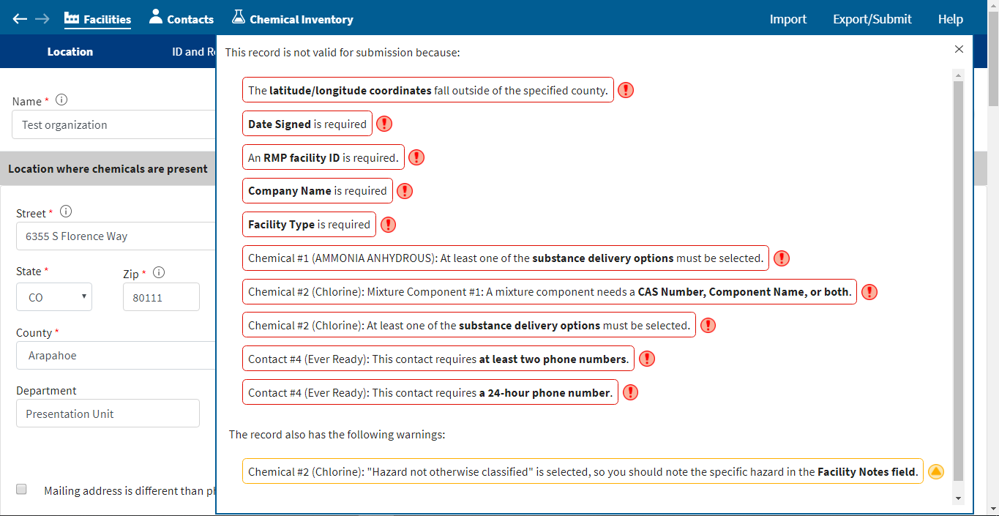 Facilities Contacts Chemical Inventory Import Export/Submit Help
Location ID and R
This record is not valid for submission because:
Name *
Test organization
Location where chemicals are present
Street *
6355 S Florence Way
State * Zip *
CO 80111
County *
Arapahoe
Department
Presentation Unit
Mailing address is different than
The latitude/longitude coordinates fall outside of the specified county.
Date Signed is required
An RMP facility ID is required.
Company Name is required
Facility Type is required
Chemical #1 (AMMONIA ANHYDROUS): At least one of the substance delivery options must be selected.
Chemical #2 (Chlorine): Mixture Component #1: A mixture component needs a CAS Number, Component Name, or both.
Chemical #2 (Chlorine): At least one of the substance delivery options must be selected.
Contact #4 (Ever Ready): This contact requires at least two phone numbers.
Contact #4 (Ever Ready): This contact requires a 24-hour phone number.
The record also has the following warnings:
Chemical #2 (Chlorine): "Hazard not otherwise classified" is selected, so you should note the specific hazard in the Facility Notes field.